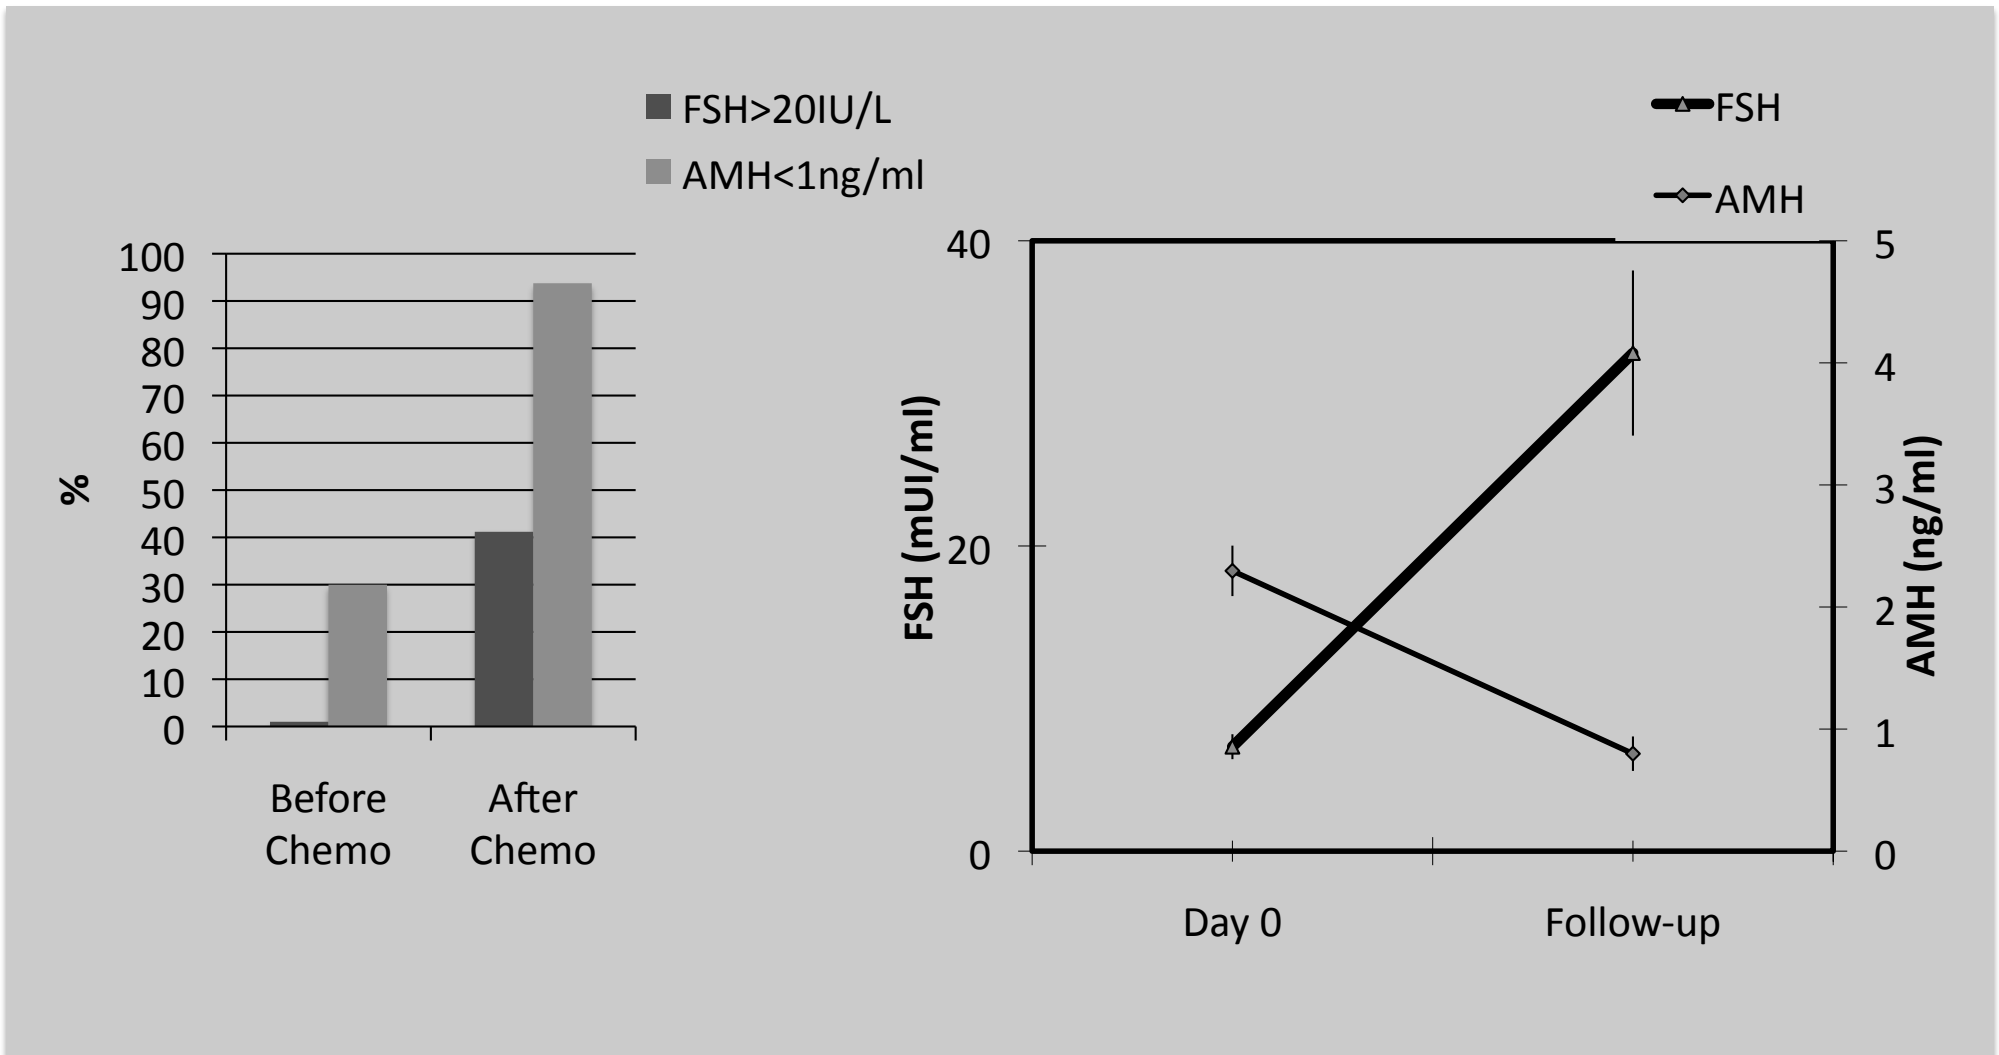 FSH>20IU/L
AMH<1ng/ml
100
90
80
70
60
50
40
30
20
10
0
%
Before
Chemo
After
Chemo
FSH
AMH
40
20
0
FSH (mUI/ml)
5
4
3
2
1
0
AMH (ng/ml)
Day 0
Follow-up